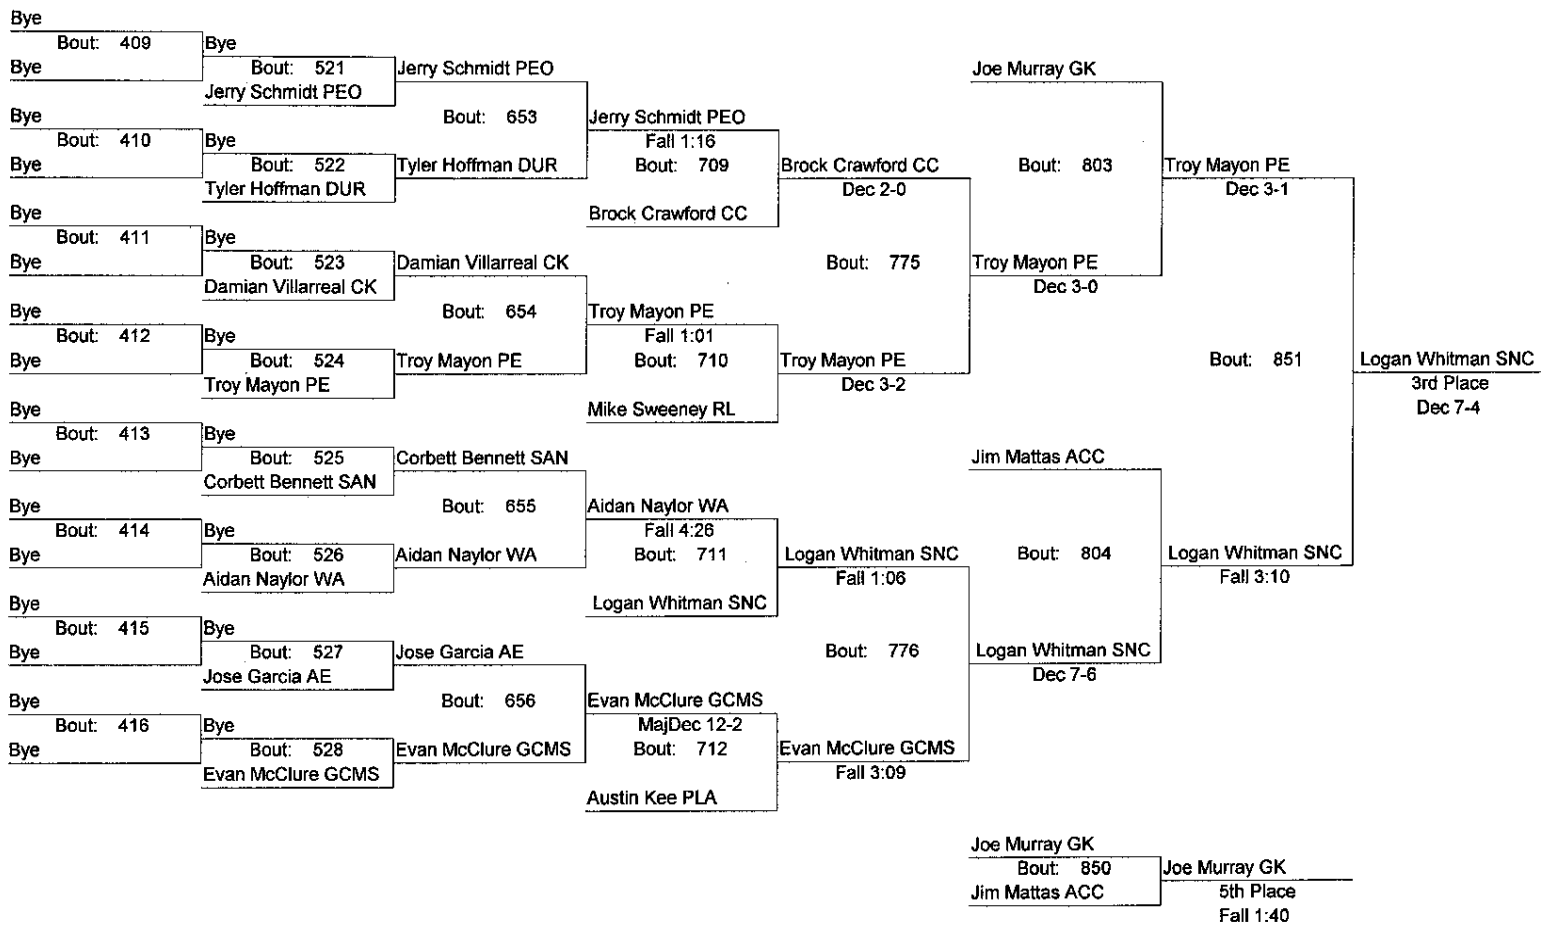 Bye
Bout: 409
Bye
Bye
Bout: 521
Jerry Schmidt PEO
Bye
Bout: 410
Bye
Bye
Bout: 522
Tyler Hoffman DUR
Bye
Bout: 411
Bye
Bye
Bout: 523
Damian Villarreal CK
Bye
Bout: 412
Bye
Bye
Bout: 524
Troy Mayon PE
Bye
Bout: 413
Bye
Bye
Bout: 525
Corbett Bennett SAN
Bye
Bout: 414
Bye
Bye
Bout: 526
Aidan Naylor WA
Bye
Bout: 415
Bye
Bye
Bout: 527
Jose Garcia AE
Bye
Bout: 416
Bye
Bye
Bout: 528
Evan McClure GCMS
Jerry Schmidt PEO
Bout: 653
Tyler Hoffman DUR
Damian Villarreal CK
Bout: 654
Troy Mayon PE
Corbett Bennett SAN
Bout: 655
Aidan Naylor WA
Jose Garcia AE
Bout: 656
Evan McClure GCMS
Jerry Schmidt PEO
Fall 1:16
Bout: 709
Brock Crawford CC
Troy Mayon PE
Fall 1:01
Bout: 710
Mike Sweeney RL
Aidan Naylor WA
Fall 4:26
Bout: 711
Logan Whitman SNC
Evan McClure GCMS
MajDec 12-2
Bout: 712
Austin Kee PLA
Brock Crawford CC
Dec 2-0
Bout: 775
Troy Mayon PE
Dec 3-2
Logan Whitman SNC
Fall 1:06
Bout: 776
Evan McClure GCMS
Fall 3:09
Joe Murray GK
Bout: 803
Troy Mayon PE
Dec 3-0
Jim Mattas ACC
Bout: 804
Logan Whitman SNC
Dec 7-6
Troy Mayon PE
Dec 3-1
Bout: 851
Logan Whitman SNC
Fall 3:10
Logan Whitman SNC
3rd Place
Dec 7-4
Joe Murray GK
Bout: 850
Jim Mattas ACC
Joe Murray GK
5th Place
Fall 1:40